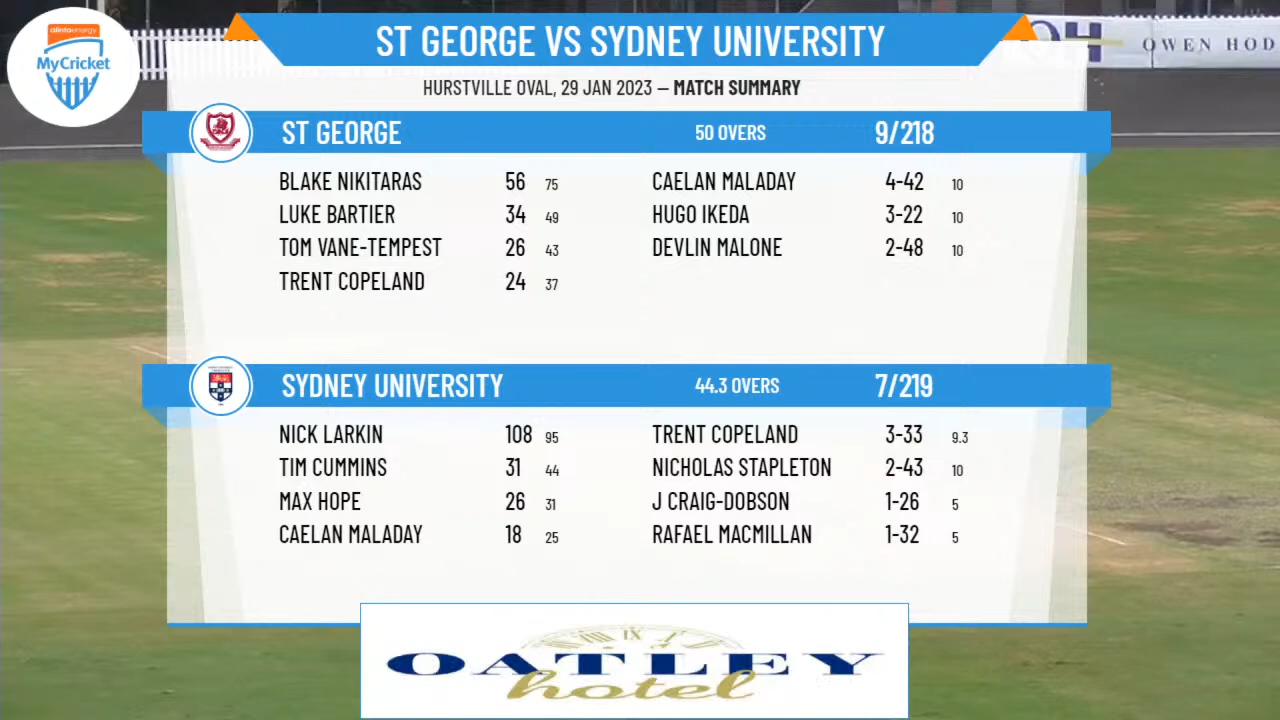 alintaenergy
MyCricket
ST GEORGE VS SYDNEY UNIVERSITY
OWEN HOD
HURSTVILLE OVAL, 29 JAN 2023 – MATCH SUMMARY
ST GEORGE 50 OVERS 9/218
BLAKE NIKITARAS 56 75 CAELAN MALADAY 4-42 10
LUKE BARTIER 34 49 HUGO IKEDA 3-22 10
TOM VANE-TEMPEST 26 43 DEVLIN MALONE 2-48 10
TRENT COPELAND 24 37
SYDNEY UNIVERSITY 44.3 OVERS 7/219
NICK LARKIN 108 95 TRENT COPELAND 3-33 9.3
TIM CUMMINS 31 44 NICHOLAS STAPLETON 2-43 10
MAX HOPE 26 31 J CRAIG-DOBSON 1-26 5
CAELAN MALADAY 18 25 RAFAEL MACMILLAN 1-32 5
OATLEY
hotel